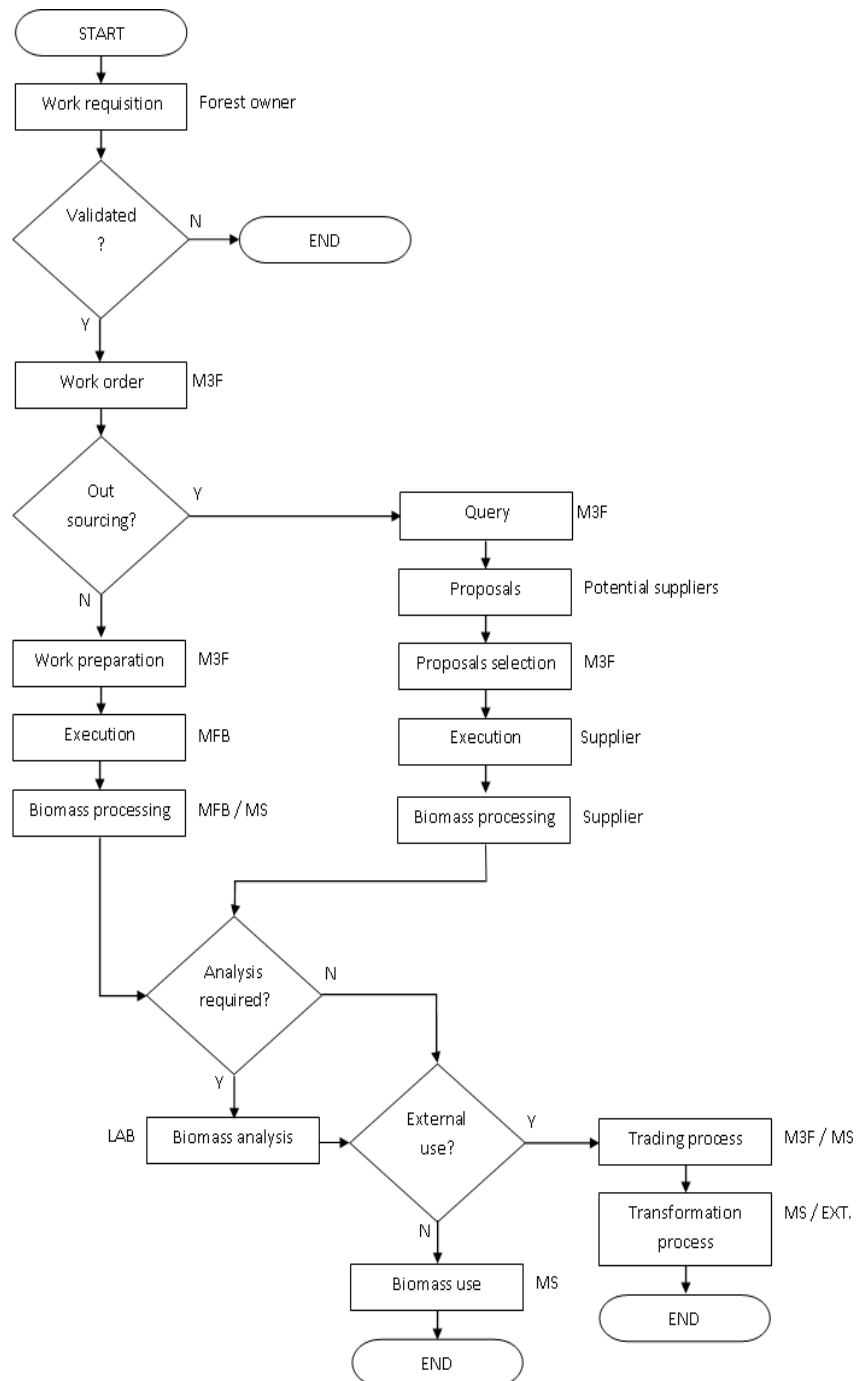 START
Work requisition
Forest owner
Validated
?
N
END
Y
Work order
M3F
Out
sourcing?
Y
N
Query
M3F
Proposals
Potential suppliers
Work preparation
M3F
Proposals selection
M3F
Execution
MFB
Execution
Supplier
Biomass processing
MFB / MS
Biomass processing
Supplier
Analysis
required?
N
Y
LAB
Biomass analysis
External
use?
Y
N
Trading process
M3F / MS
Transformation
process
MS / EXT.
Biomass use
MS
END
END